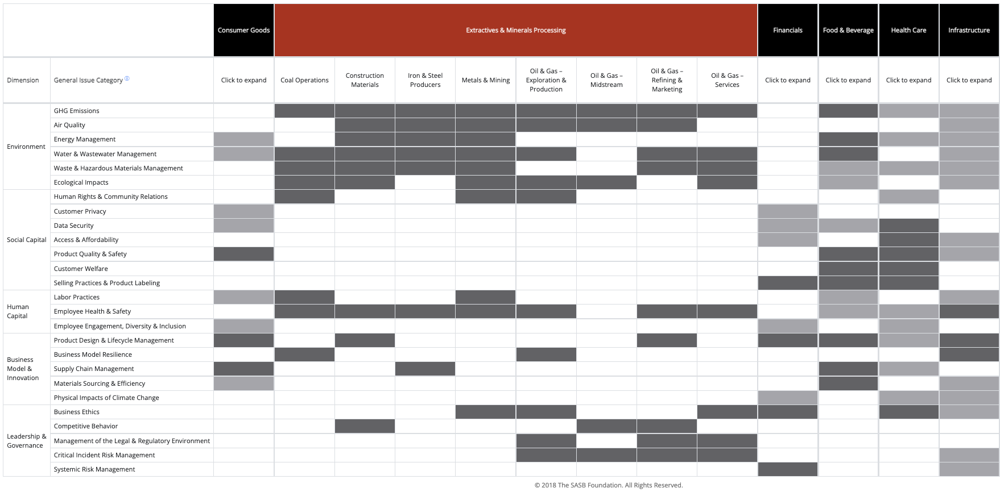 Consumer Goods
Extractives & Minerals Processing
Financials
Food & Beverage
Health Care
Infrastructure
Dimension
General Issue Category ⓘ
Click to expand
Coal Operations
Construction
Materials
Iron & Steel
Producers
Metals & Mining
Oil & Gas –
Exploration &
Production
Oil & Gas –
Midstream
Oil & Gas –
Refining &
Marketing
Oil & Gas –
Services
Click to expand
Click to expand
Click to expand
Click to expand
Environment
GHG Emissions
Air Quality
Energy Management
Water & Wastewater Management
Waste & Hazardous Materials Management
Ecological Impacts
Social Capital
Human Rights & Community Relations
Customer Privacy
Data Security
Access & Affordability
Product Quality & Safety
Customer Welfare
Selling Practices & Product Labeling
Human
Capital
Labor Practices
Employee Health & Safety
Employee Engagement, Diversity & Inclusion
Business
Model &
Innovation
Product Design & Lifecycle Management
Business Model Resilience
Supply Chain Management
Materials Sourcing & Efficiency
Physical Impacts of Climate Change
Leadership &
Governance
Business Ethics
Competitive Behavior
Management of the Legal & Regulatory Environment
Critical Incident Risk Management
Systemic Risk Management
© 2018 The SASB Foundation. All Rights Reserved.